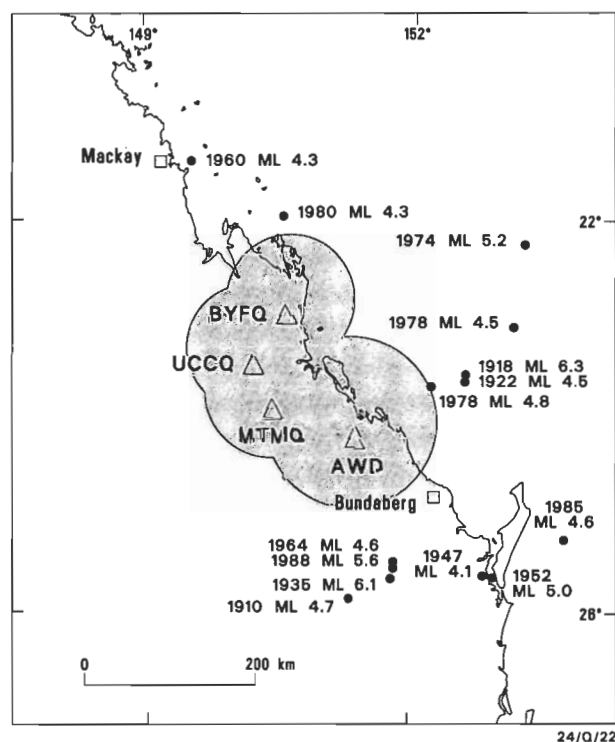 149° 152°
Mackay
1960 ML 4.3
1980 ML 4.3
22°
1974 ML 5.2
BYFQ
1978 ML 4.5
UCCQ
1918 ML 6.3
1922 ML 4.5
1978 ML 4.8
MTMQ
AWD
Bundaberg
1985
ML 4.6
1964 ML 4.6
1988 ML 5.6
1947
ML 4.1
1952
ML 5.0
1935 ML 6.1
1910 ML 4.7
26°
0 200 km
24/Q/22